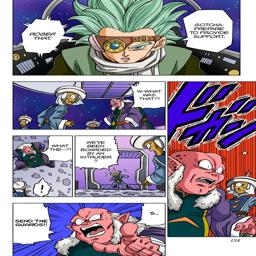 GOTCHA.
PREPARE
TO PROVIDE
SUPPORT.
ROGER
THAT.
W-WHAT
WAS
THAT?!
WE'VE
BEEN
BOARDED
BY AN
INTRUDER
!!
WHAT
THE--?!
!
S...
SEND THE
GUARDS!!
134